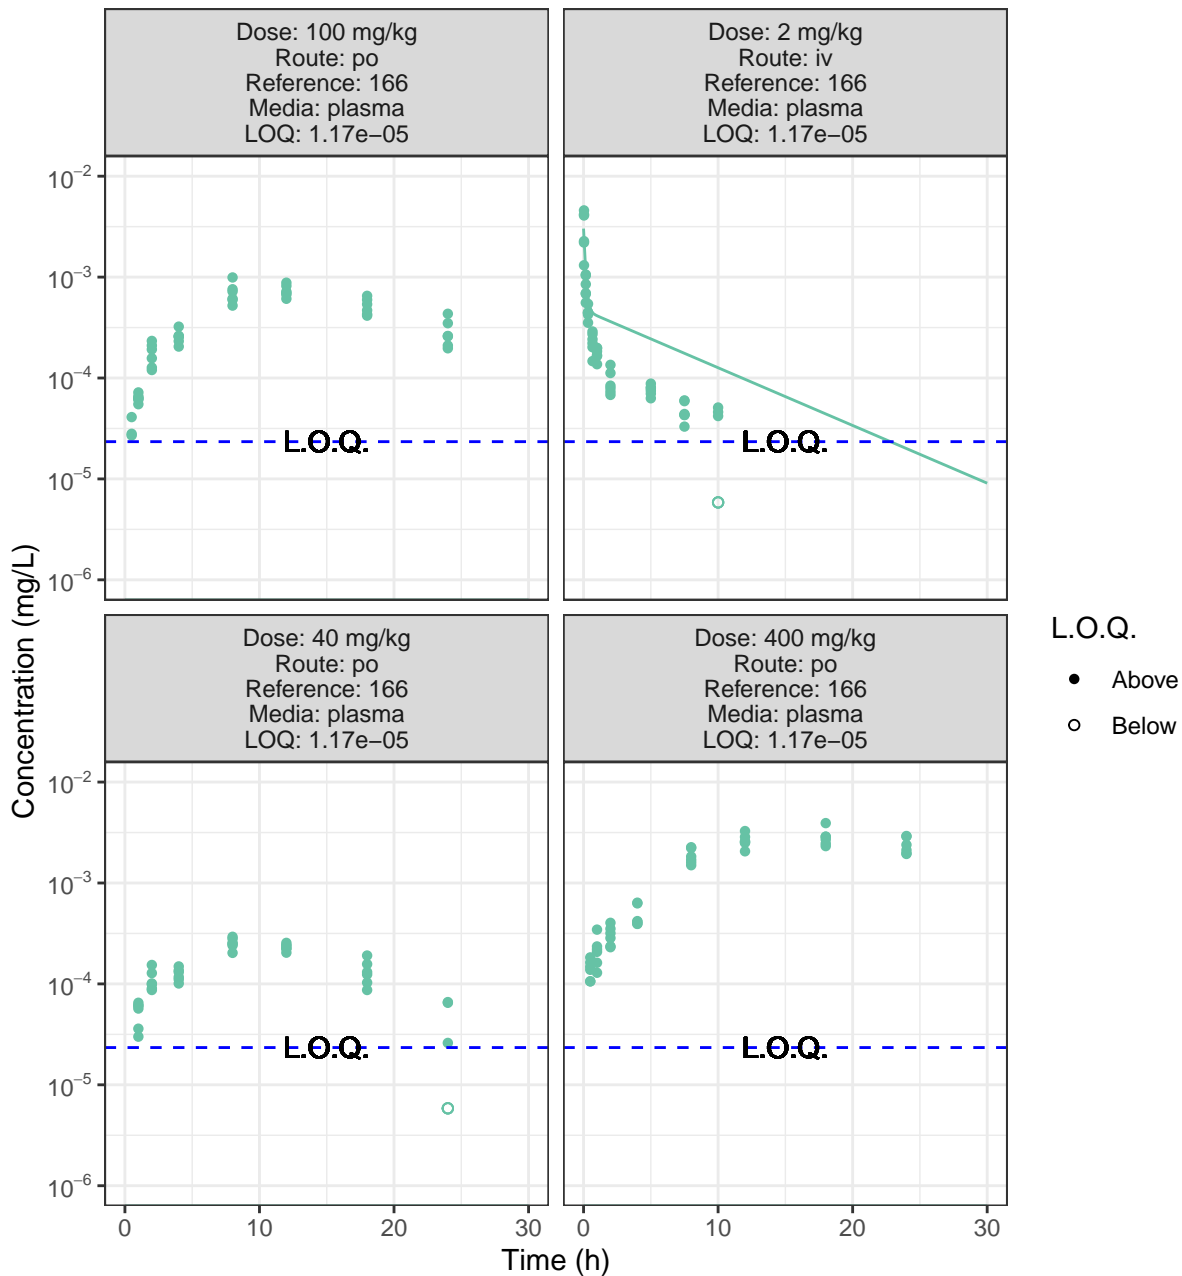 Dose: 100 mg/kg
Route: po
Reference: 166
Media: plasma
LOQ: 1.17e−05
Dose: 2 mg/kg
Route: iv
Reference: 166
Media: plasma
LOQ: 1.17e−05
10⁻²
10⁻³
10⁻⁴
10⁻⁵
10⁻⁶
L.O.Q.
L.O.Q.
Concentration (mg/L)
Dose: 40 mg/kg
Route: po
Reference: 166
Media: plasma
LOQ: 1.17e−05
Dose: 400 mg/kg
Route: po
Reference: 166
Media: plasma
LOQ: 1.17e−05
10⁻²
10⁻³
10⁻⁴
10⁻⁵
10⁻⁶
L.O.Q.
L.O.Q.
0 10 20 30
0 10 20 30
Time (h)
L.O.Q.
Above
Below